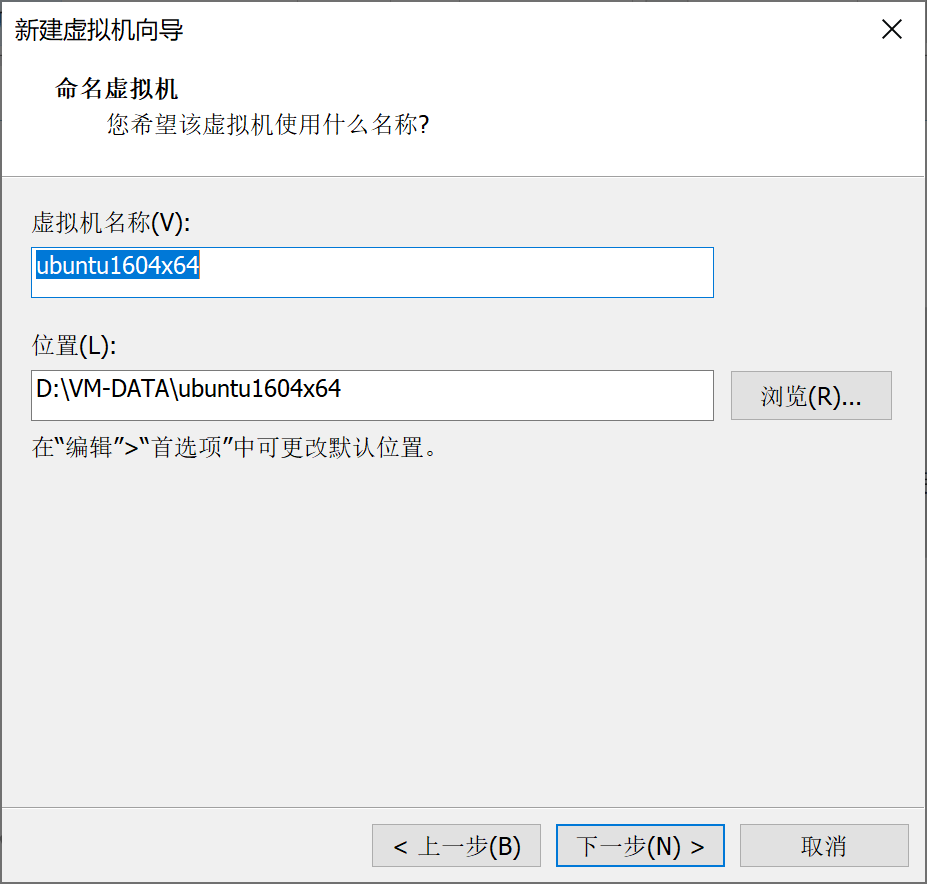 新建虚拟机向导
命名虚拟机
您希望该虚拟机使用什么名称?
虚拟机名称(V):
ubuntu1604x64
位置(L):
D:\VM-DATA\ubuntu1604x64
浏览(R)...
在“编辑”>“首选项”中可更改默认位置。
< 上一步(B)
下一步(N) >
取消